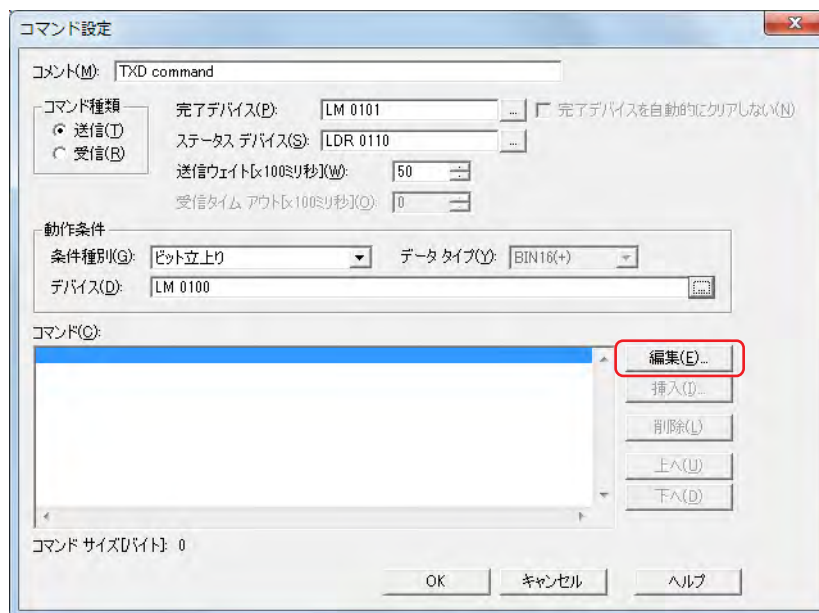 コマンド設定
コメント(M): TXD command
コマンド種類
送信(T)
受信(R)
完了デバイス(P): LM 0101 ... 完了デバイスを自動的にクリアしない(N)
ステータス デバイス(S): LDR 0110 ...
送信ウェイト[x100ミリ秒](W): 50
受信タイム アウト[x100ミリ秒](O): 0
動作条件
条件種別(G): ビット立上り データ タイプ(Y): BIN16(+)
デバイス(D): LM 0100 ...
コマンド(C):
編集(E)...
挿入(I)...
削除(L)
上へ(U)
下へ(D)
コマンド サイズ[バイト]: 0
OK キャンセル ヘルプ